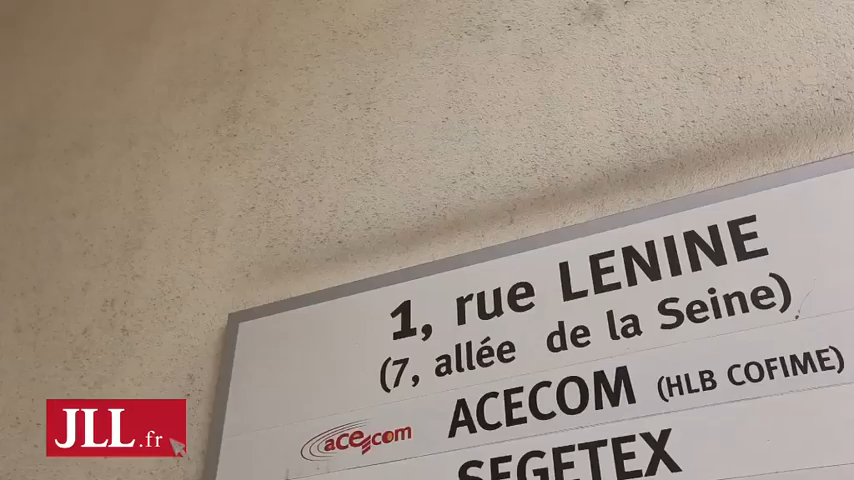 1, rue LENINE
(7, allée de la Seine)
acecom ACECOM (HLB COFIME)
SEGETEX
JLL.fr